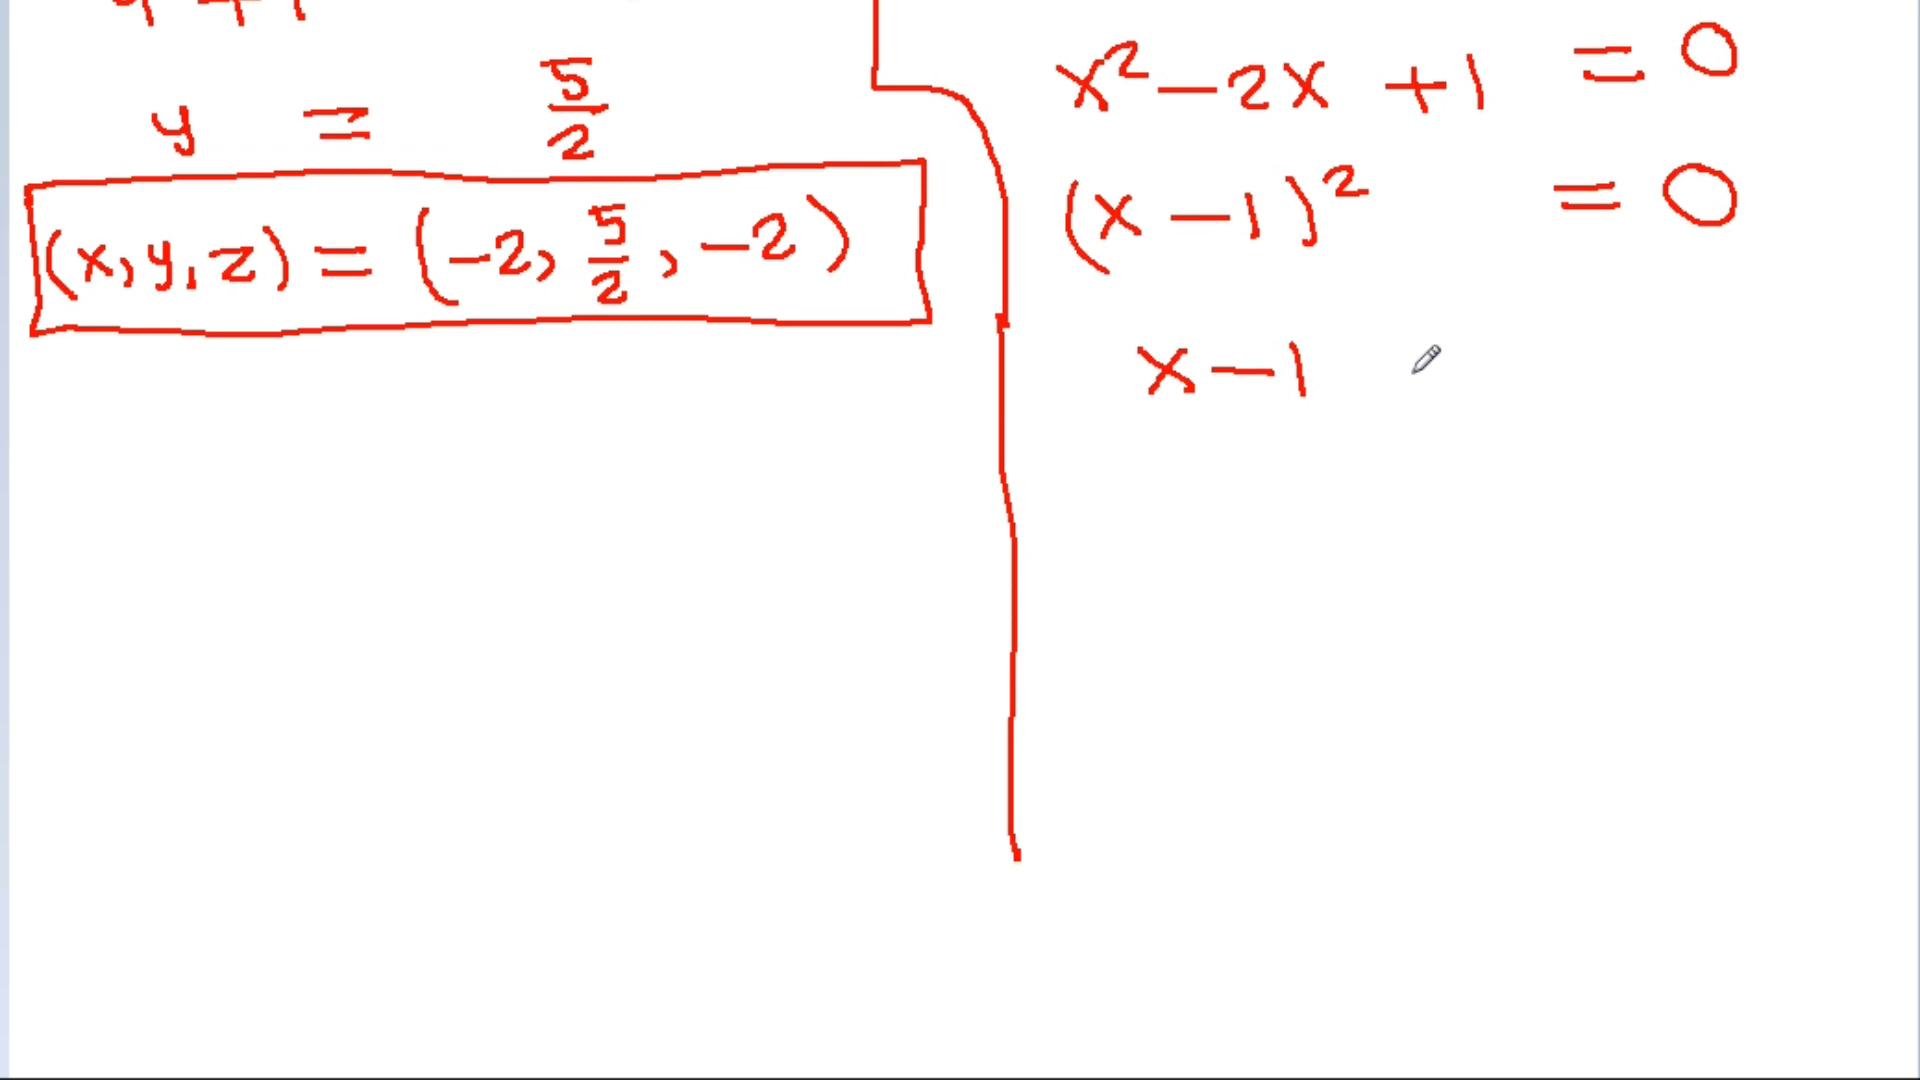 y = 5/2
(x,y,z) = (-2, 5/2, -2)
x² - 2x + 1 = 0
(x - 1)² = 0
x - 1